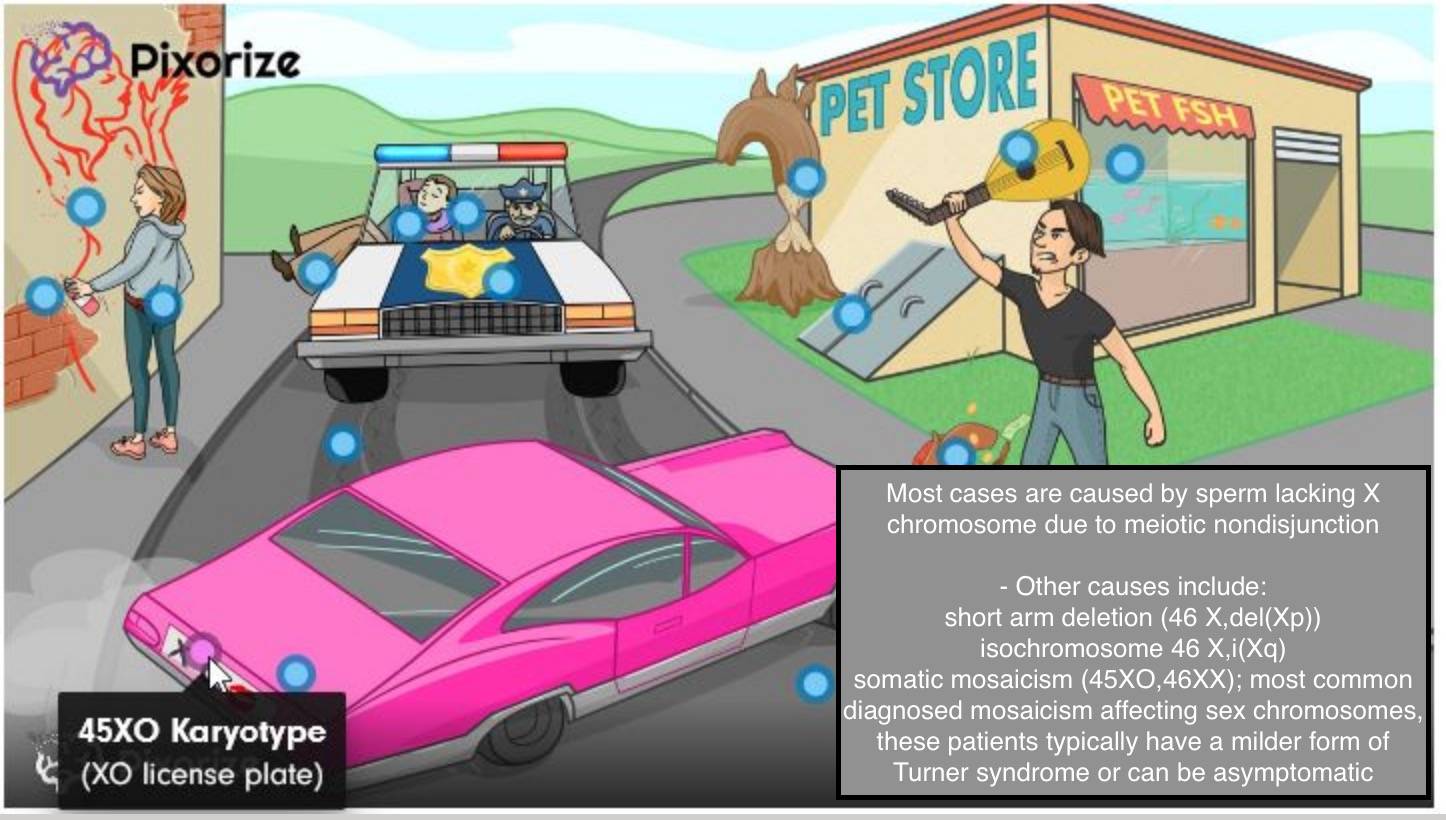 Pixorize
PET STORE
PET FSH
Most cases are caused by sperm lacking X
chromosome due to meiotic nondisjunction
- Other causes include:
short arm deletion (46 X,del(Xp))
isochromosome 46 X,i(Xq)
somatic mosaicism (45XO,46XX); most common
diagnosed mosaicism affecting sex chromosomes,
these patients typically have a milder form of
Turner syndrome or can be asymptomatic
X
45XO Karyotype
(XO license plate)